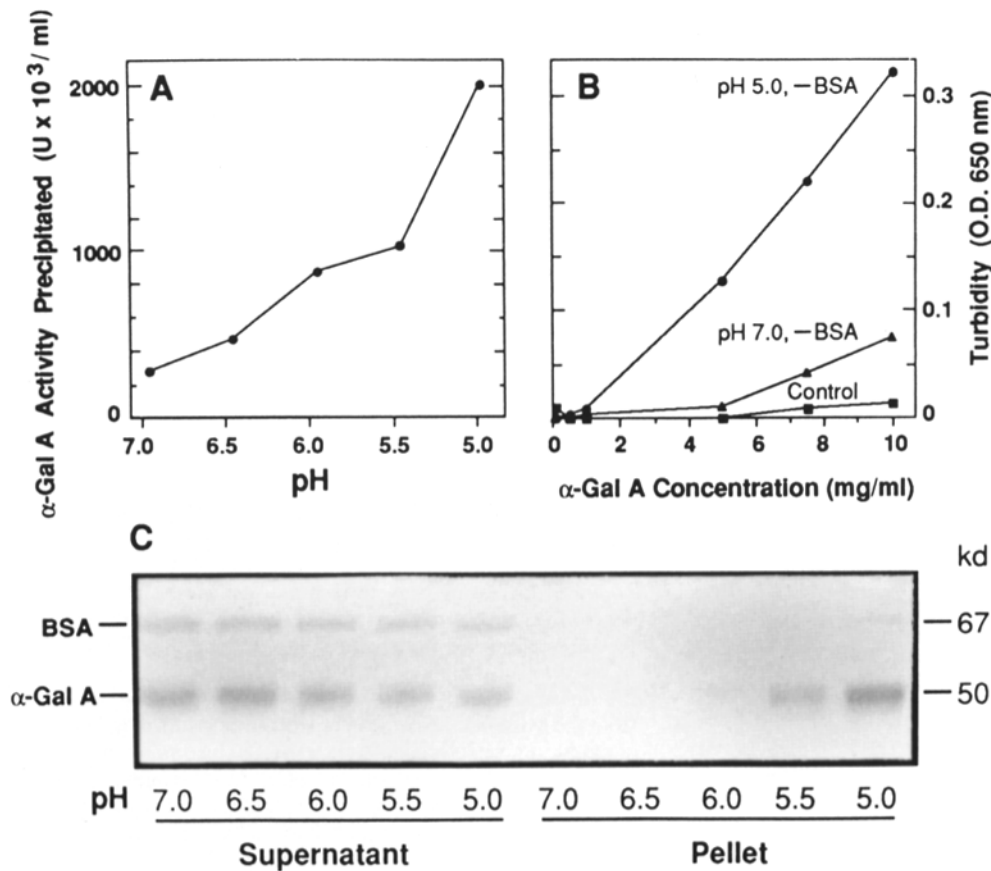 A
α-Gal A Activity Precipitated (U x 10³/ ml)
2000
1000
0
7.0 6.5 6.0 5.5 5.0
pH
B
pH 5.0, −BSA
pH 7.0, −BSA
Control
0.3
0.2
0.1
0
Turbidity (O.D. 650 nm)
0 2 4 6 8 10
α-Gal A Concentration (mg/ml)
C
kd
BSA
67
α-Gal A
50
pH 7.0 6.5 6.0 5.5 5.0 7.0 6.5 6.0 5.5 5.0
Supernatant Pellet